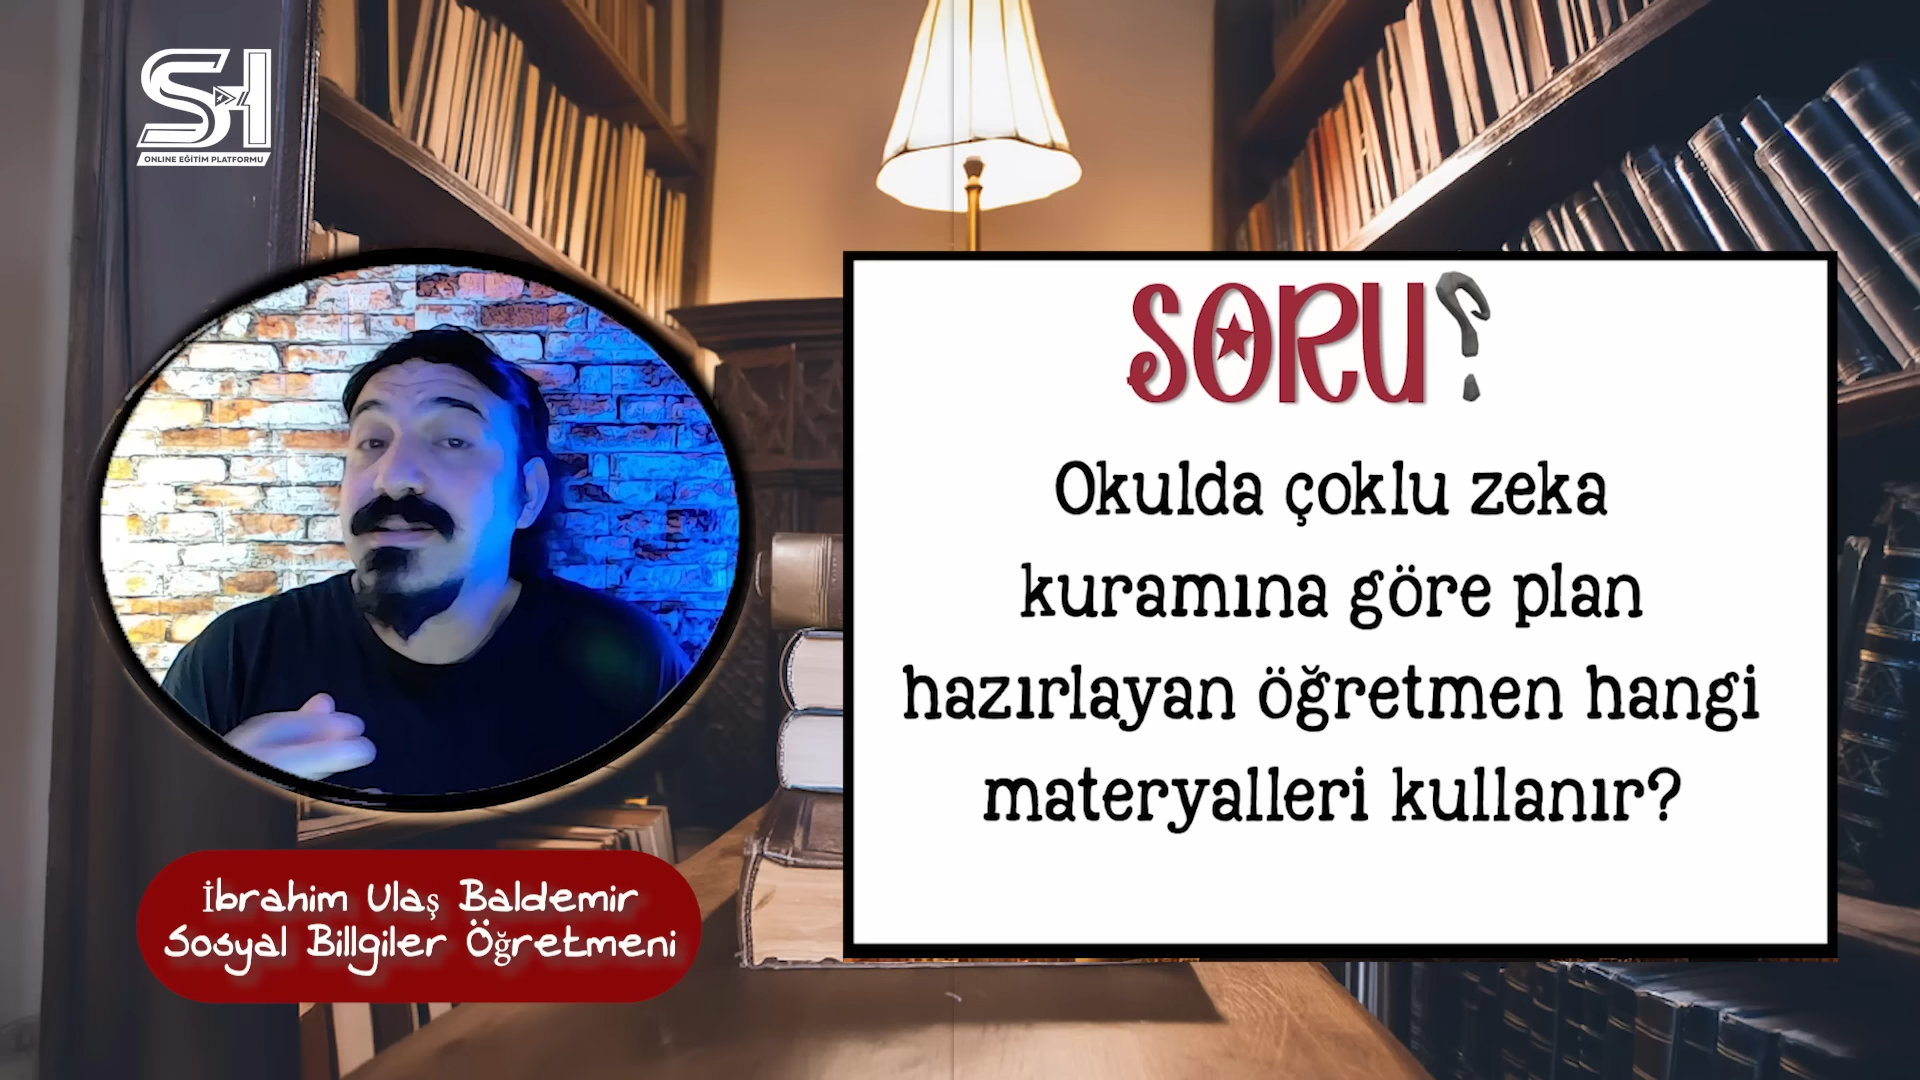 SH
ONLINE EĞİTİM PLATFORMU
SORU?
Okulda çoklu zeka
kuramına göre plan
hazırlayan öğretmen hangi
materyalleri kullanır?
İbrahim Ulaş Baldemir
Sosyal Billgiler Öğretmeni